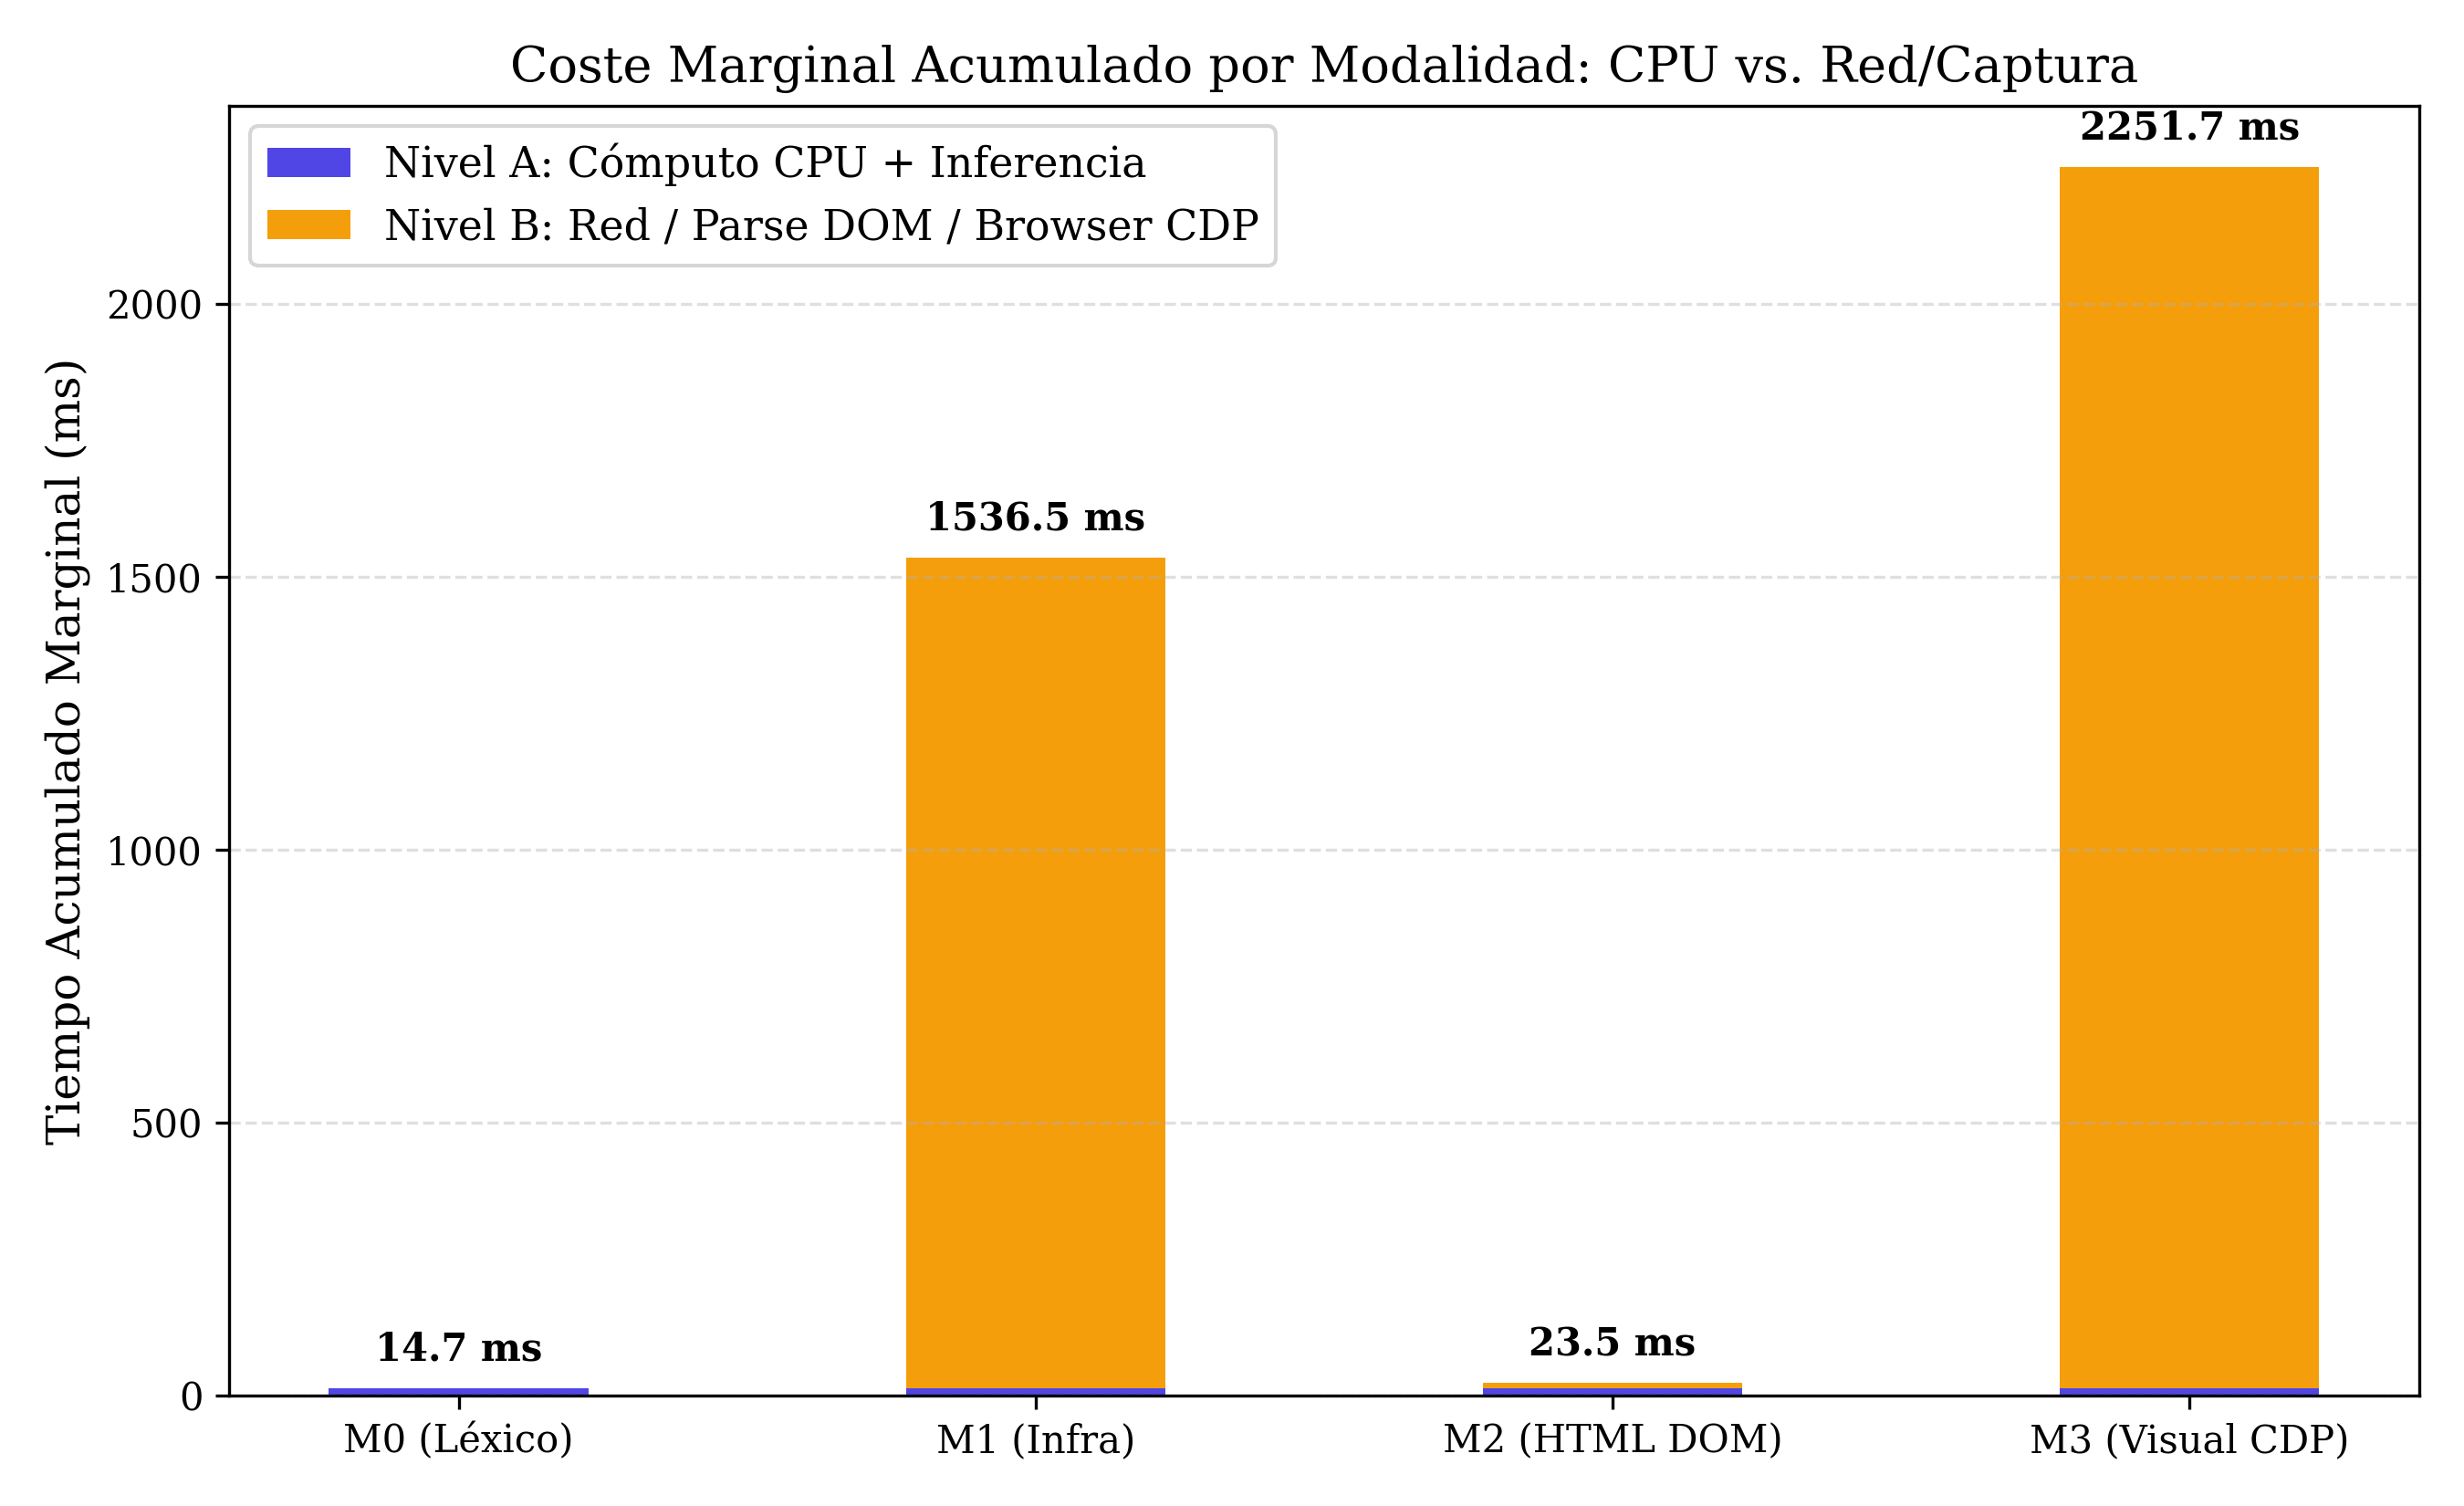 Coste Marginal Acumulado por Modalidad: CPU vs. Red/Captura
Nivel A: Cómputo CPU + Inferencia
Nivel B: Red / Parse DOM / Browser CDP
Tiempo Acumulado Marginal (ms)
2000
1500
1000
500
0
14.7 ms
1536.5 ms
23.5 ms
2251.7 ms
M0 (Léxico)
M1 (Infra)
M2 (HTML DOM)
M3 (Visual CDP)